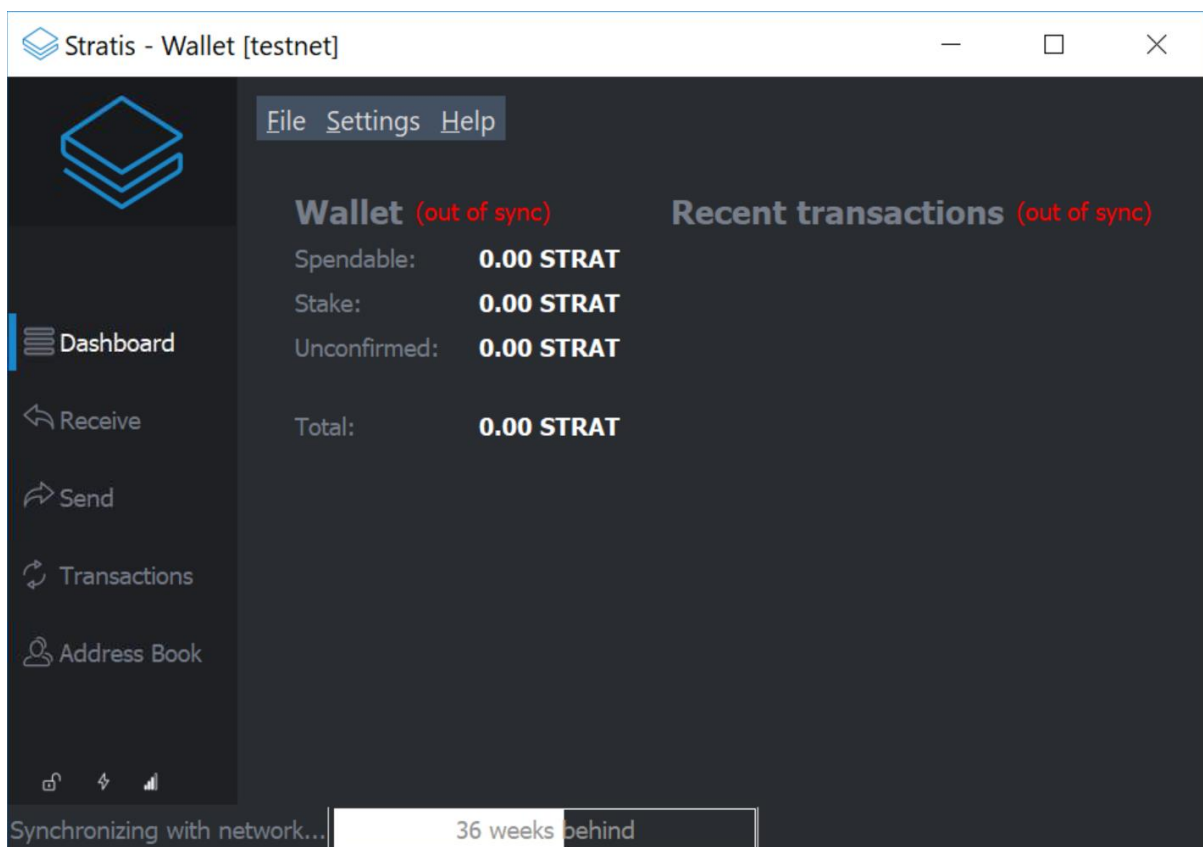 Stratis - Wallet [testnet]
File Settings Help
Wallet (out of sync)
Spendable: 0.00 STRAT
Stake: 0.00 STRAT
Unconfirmed: 0.00 STRAT
Total: 0.00 STRAT
Recent transactions (out of sync)
Dashboard
Receive
Send
Transactions
Address Book
Synchronizing with network...
36 weeks behind